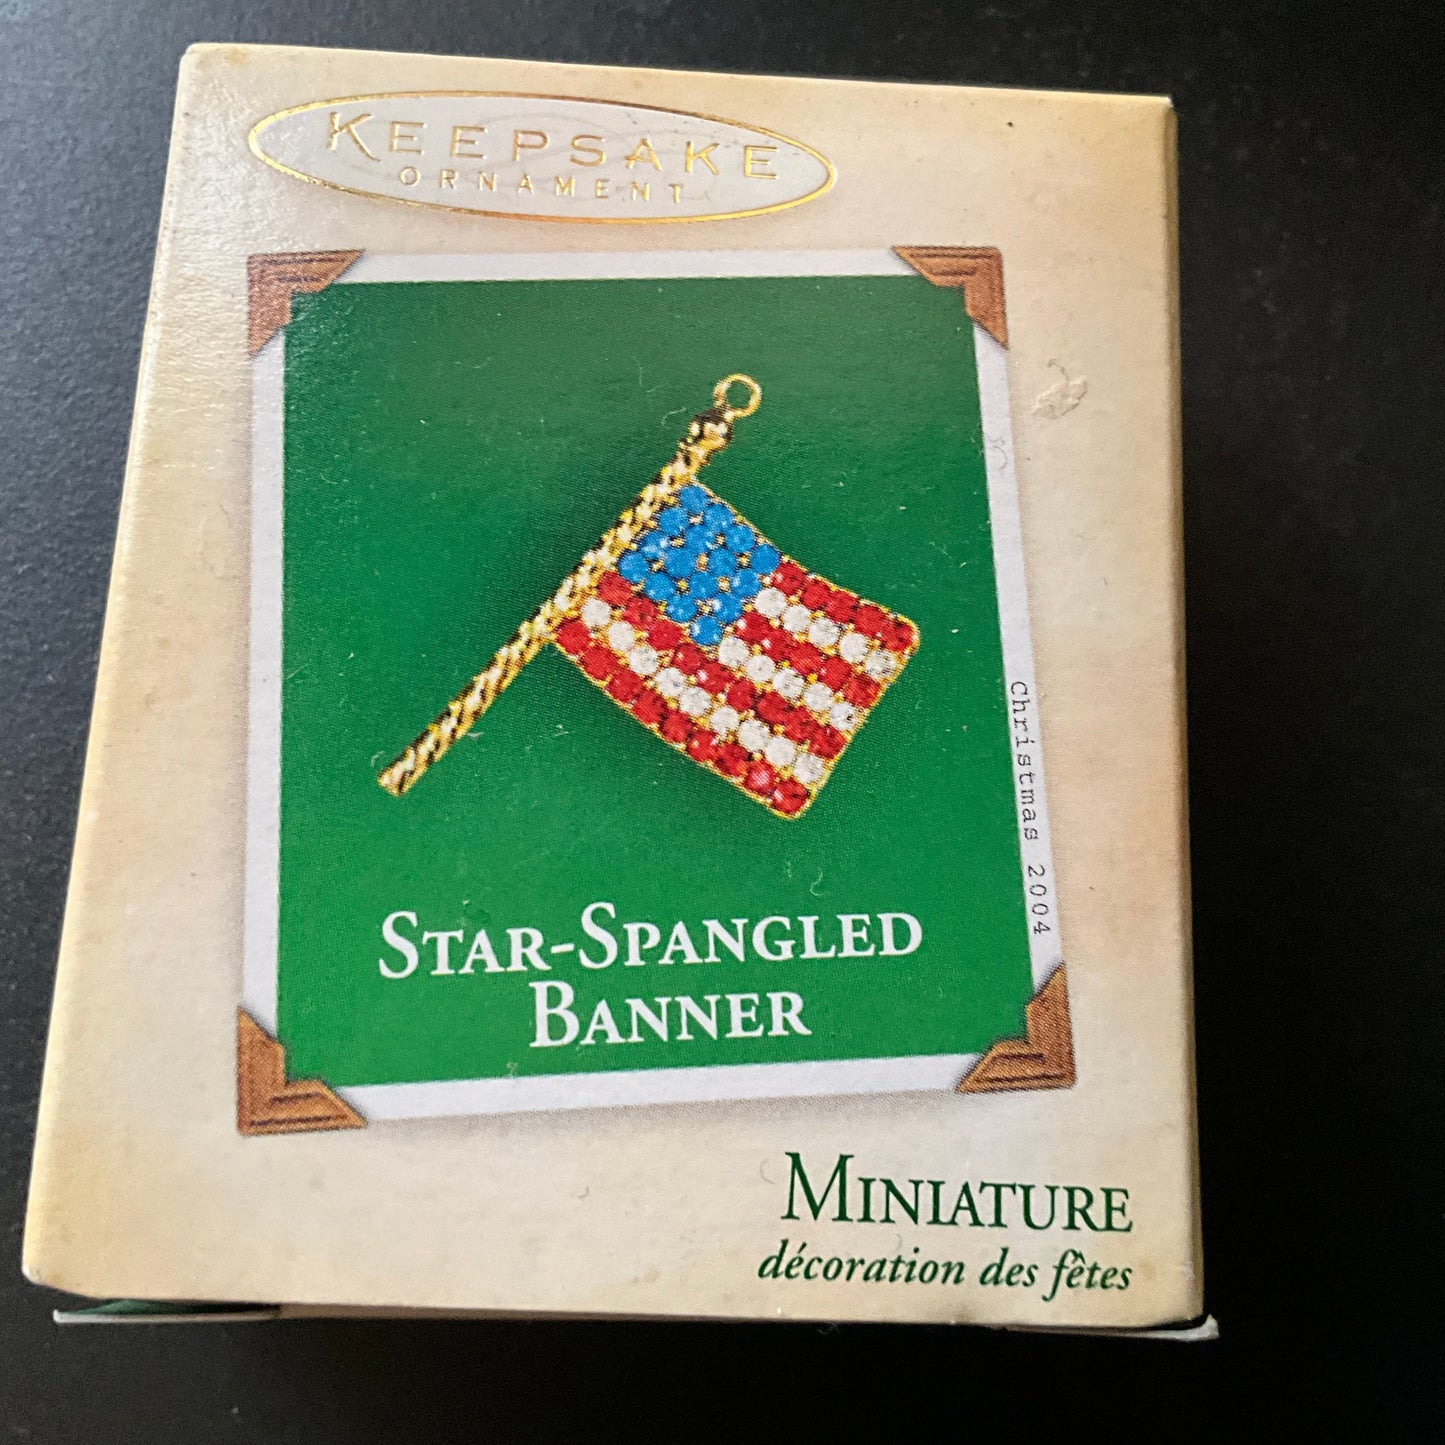 KEEPSAKE
ORNAMENT
Christmas 2004
STAR-SPANGLED
BANNER
MINIATURE
décoration des fêtes